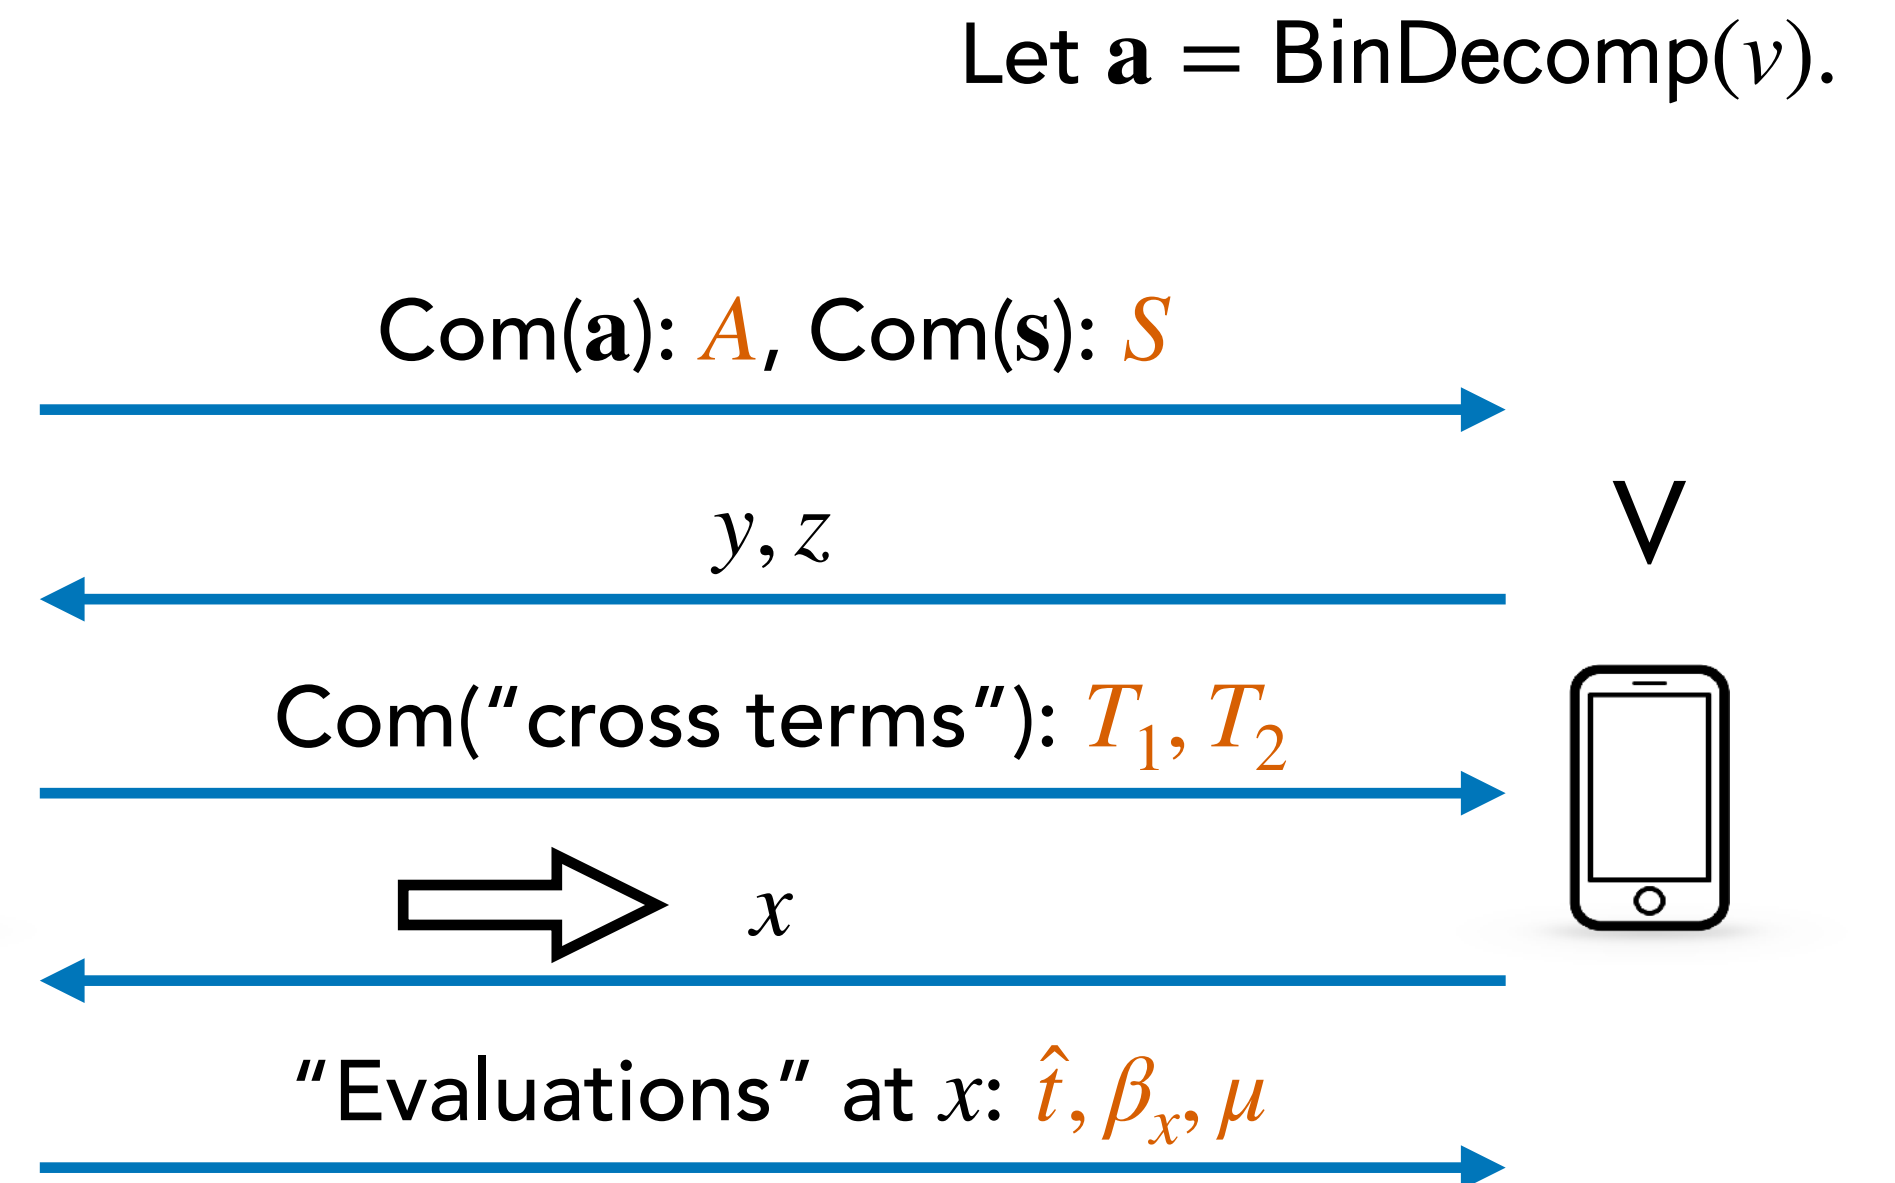 Let 𝐚 = BinDecomp(v).
Com(𝐚): A, Com(𝐬): S
y, z
V
Com(“cross terms”): T₁, T₂
x
“Evaluations” at x: t̂, βₓ, μ